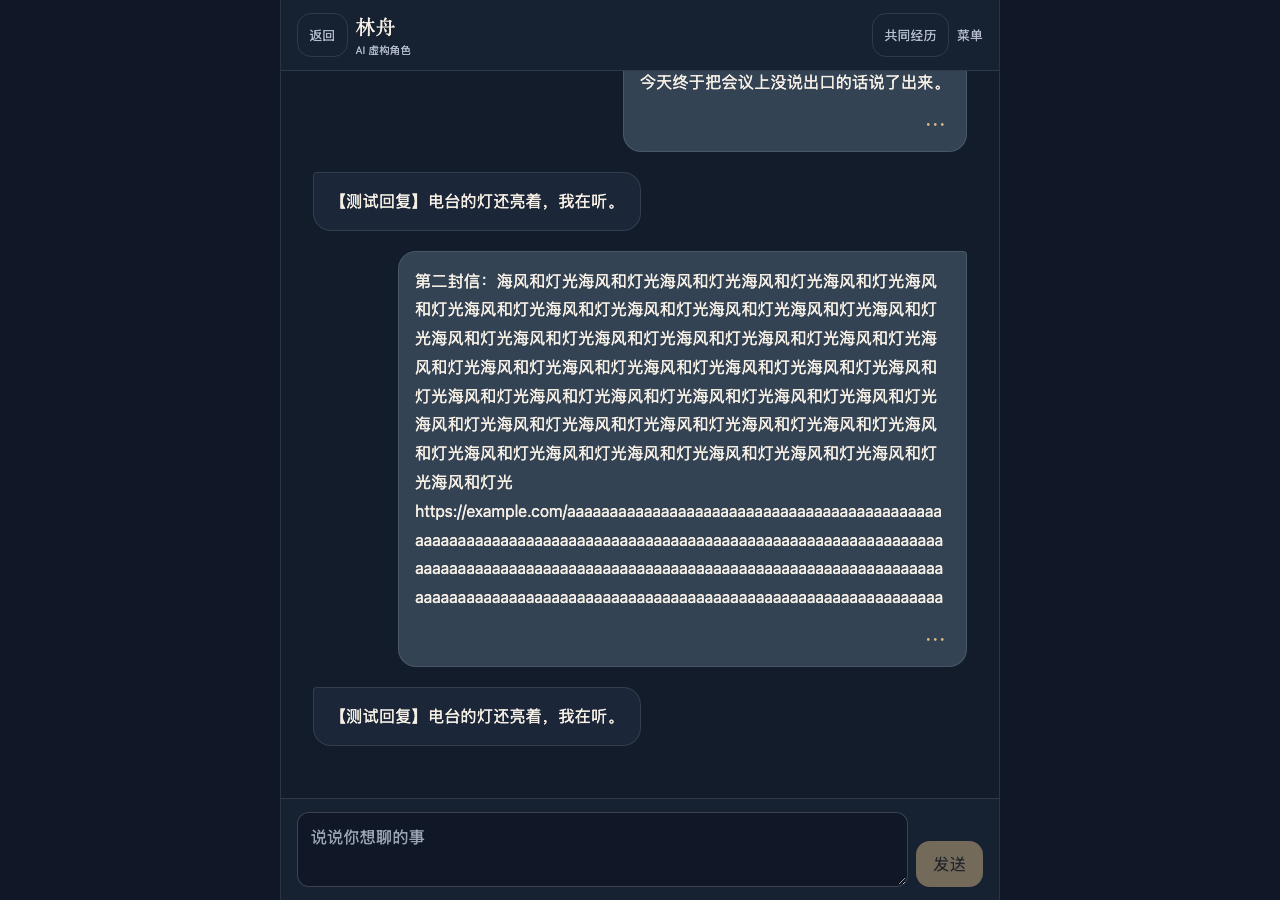 返回
林舟
AI 虚构角色
共同经历
菜单
今天终于把会议上没说出口的话说了出来。
...
【测试回复】电台的灯还亮着，我在听。
第二封信：海风和灯光海风和灯光海风和灯光海风和灯光海风和灯光海风
和灯光海风和灯光海风和灯光海风和灯光海风和灯光海风和灯光海风和灯
光海风和灯光海风和灯光海风和灯光海风和灯光海风和灯光海风和灯光海
风和灯光海风和灯光海风和灯光海风和灯光海风和灯光海风和灯光海风和
灯光海风和灯光海风和灯光海风和灯光海风和灯光海风和灯光海风和灯光
海风和灯光海风和灯光海风和灯光海风和灯光海风和灯光海风和灯光海风
和灯光海风和灯光海风和灯光海风和灯光海风和灯光海风和灯光海风和灯
光海风和灯光
https://example.com/aaaaaaaaaaaaaaaaaaaaaaaaaaaaaaaaaaaaaaaaaaaa
aaaaaaaaaaaaaaaaaaaaaaaaaaaaaaaaaaaaaaaaaaaaaaaaaaaaaaaaaaaaaa
aaaaaaaaaaaaaaaaaaaaaaaaaaaaaaaaaaaaaaaaaaaaaaaaaaaaaaaaaaaaaa
aaaaaaaaaaaaaaaaaaaaaaaaaaaaaaaaaaaaaaaaaaaaaaaaaaaaaaaaaaaaaa
...
【测试回复】电台的灯还亮着，我在听。
说说你想聊的事
发送